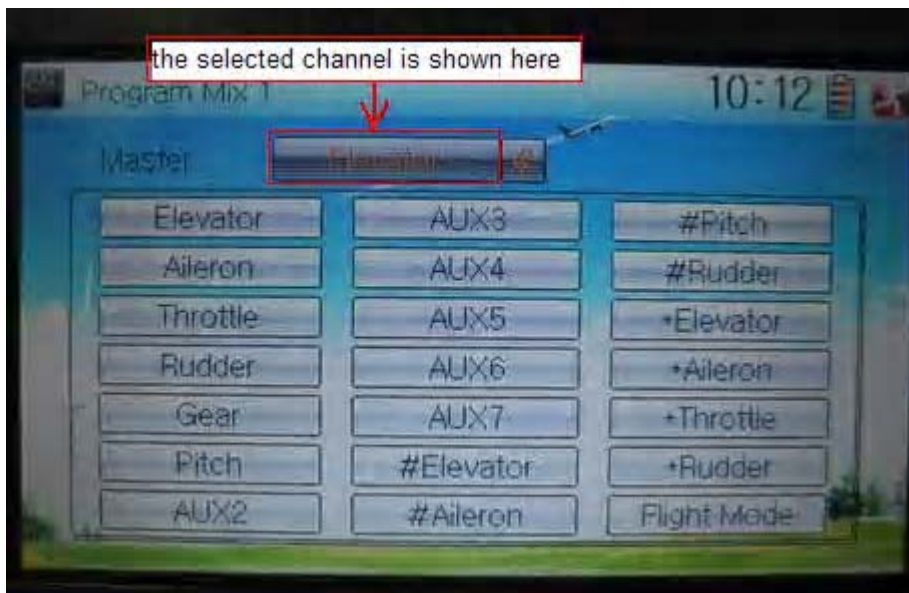 the selected channel is shown here
Program Mix 1
10:12
Master
Elevator
AUX3
#Pitch
Aileron
AUX4
#Rudder
Throttle
AUX5
+Elevator
Rudder
AUX6
+Aileron
Gear
AUX7
+Throttle
Pitch
#Elevator
+Rudder
AUX2
#Aileron
Flight Mode